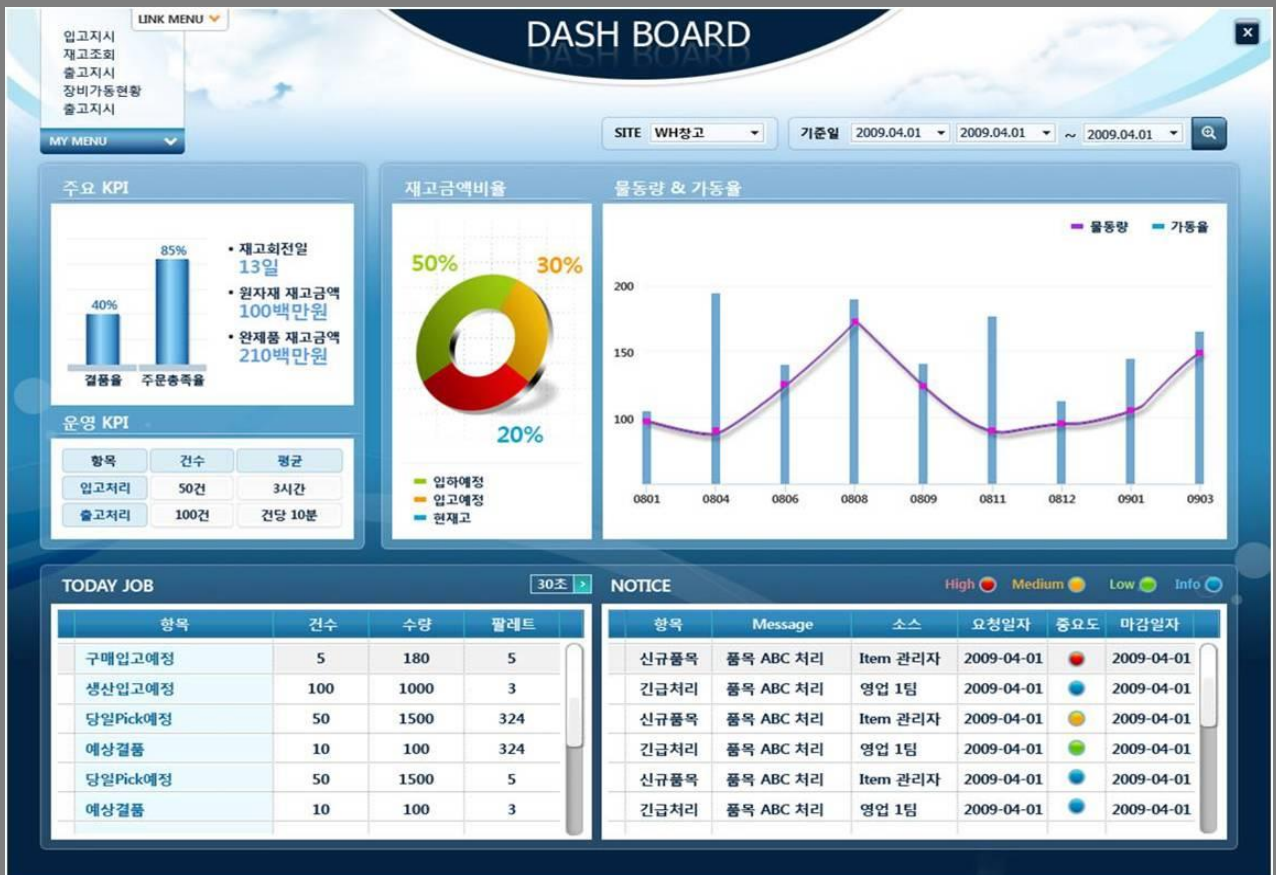 LINK MENU
DASH BOARD
입고지시
재고조회
출고지시
장비가동현황
출고지시
MY MENU
SITE WH창고 기준일 2009.04.01 2009.04.01 ~ 2009.04.01
주요 KPI
85%
40%
결품율 주문충족율
• 재고회전일
13일
• 원자재 재고금액
100백만원
• 완제품 재고금액
210백만원
운영 KPI
항목 건수 평균
입고처리 50건 3시간
출고처리 100건 건당 10분
재고금액비율
50% 30%
20%
입하예정
입고예정
현재고
물동량 & 가동율
물동량 가동율
200
150
100
0801 0804 0806 0808 0809 0811 0812 0901 0903
TODAY JOB 30초 >
항목 건수 수량 팔레트
구매입고예정 5 180 5
생산입고예정 100 1000 3
당일Pick예정 50 1500 324
예상결품 10 100 324
당일Pick예정 50 1500 5
예상결품 10 100 3
NOTICE High Medium Low Info
항목 Message 소스 요청일자 중요도 마감일자
신규품목 품목 ABC 처리 Item 관리자 2009-04-01 2009-04-01
긴급처리 품목 ABC 처리 영업 1팀 2009-04-01 2009-04-01
신규품목 품목 ABC 처리 Item 관리자 2009-04-01 2009-04-01
긴급처리 품목 ABC 처리 영업 1팀 2009-04-01 2009-04-01
신규품목 품목 ABC 처리 Item 관리자 2009-04-01 2009-04-01
긴급처리 품목 ABC 처리 영업 1팀 2009-04-01 2009-04-01